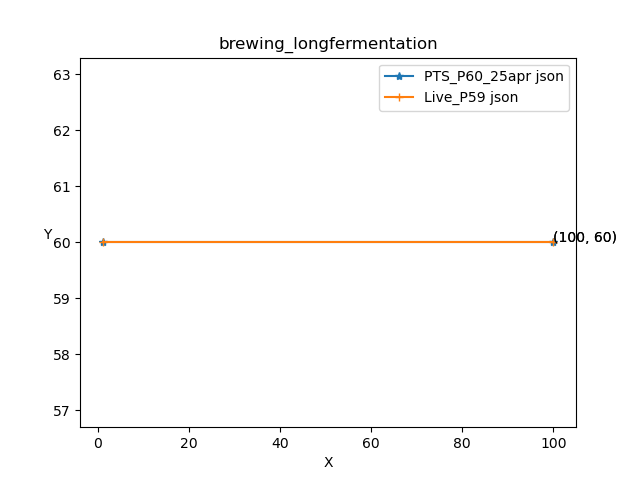 brewing_longfermentation
PTS_P60_25apr json
Live_P59 json
63
62
61
Y
60
(100, 60)
59
58
57
0 20 40 60 80 100
X